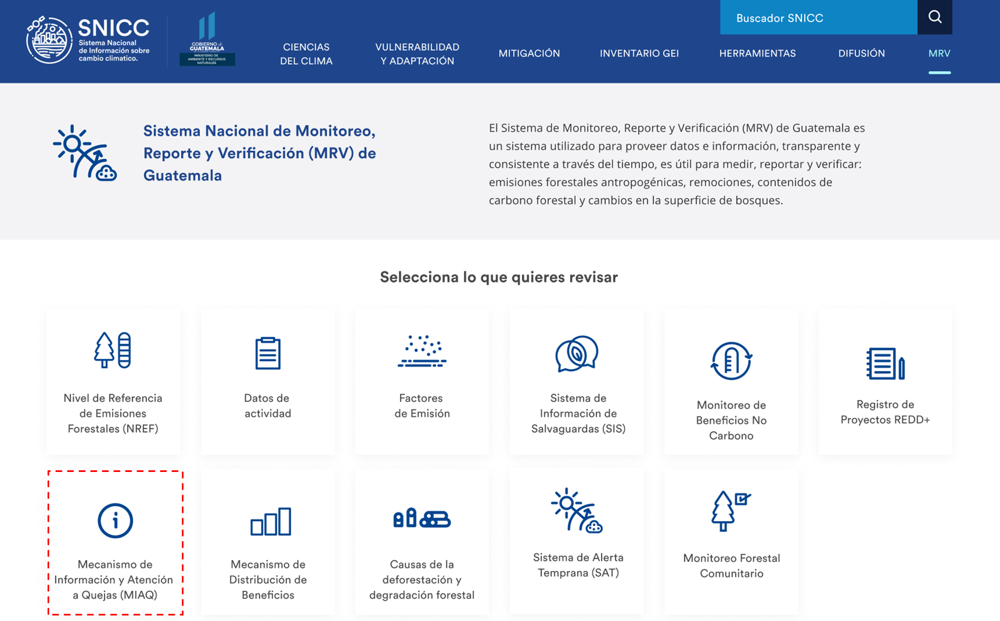 SNICC
Sistema Nacional
de Información sobre
cambio climatico.
GOBIERNO de
GUATEMALA
MINISTERIO DE
AMBIENTE Y RECURSOS
NATURALES
Buscador SNICC
CIENCIAS
DEL CLIMA
VULNERABILIDAD
Y ADAPTACIÓN
MITIGACIÓN
INVENTARIO GEI
HERRAMIENTAS
DIFUSIÓN
MRV
Sistema Nacional de Monitoreo,
Reporte y Verificación (MRV) de
Guatemala
El Sistema de Monitoreo, Reporte y Verificación (MRV) de Guatemala es
un sistema utilizado para proveer datos e información, transparente y
consistente a través del tiempo, es útil para medir, reportar y verificar:
emisiones forestales antropogénicas, remociones, contenidos de
carbono forestal y cambios en la superficie de bosques.
Selecciona lo que quieres revisar
Nivel de Referencia
de Emisiones
Forestales (NREF)
Datos de
actividad
Factores
de Emisión
Sistema de
Información de
Salvaguardas (SIS)
Monitoreo de
Beneficios No
Carbono
Registro de
Proyectos REDD+
Mecanismo de
Información y Atención
a Quejas (MIAQ)
Mecanismo de
Distribución de
Beneficios
Causas de la
deforestación y
degradación forestal
Sistema de Alerta
Temprana (SAT)
Monitoreo Forestal
Comunitario